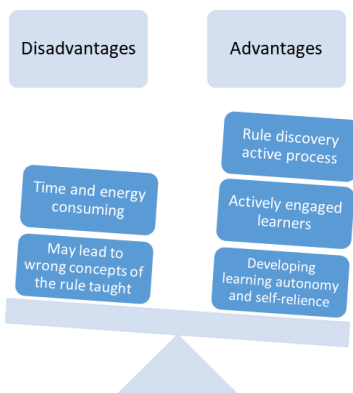 Disadvantages
Advantages
Rule discovery
active process
Time and energy
consuming
Actively engaged
learners
May lead to
wrong concepts of
the rule taught
Developing
learning autonomy
and self-relience